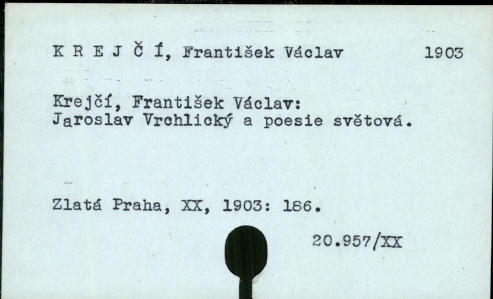 K R E J Č Í, František Václav 1903
Krejčí, František Václav:
Jaroslav Vrchlický a poesie světová.
Zlatá Praha, XX, 1903: 186.
20.957/XX